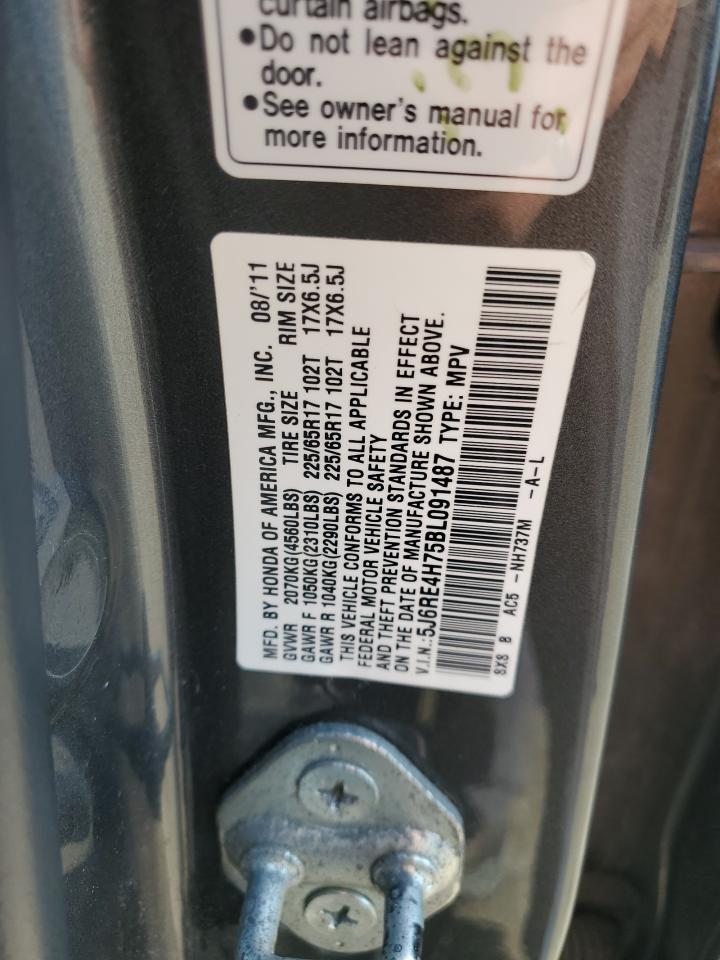 curtain airbags.
•Do not lean against the
door.
•See owner's manual for
more information.
MFD. BY HONDA OF AMERICA MFG., INC. 08/'11
GVWR 2070KG(4560LBS) TIRE SIZE RIM SIZE
GAWR F 1050KG(2310LBS) 225/65R17 102T 17X6.5J
GAWR R 1040KG(2290LBS) 225/65R17 102T 17X6.5J
THIS VEHICLE CONFORMS TO ALL APPLICABLE
FEDERAL MOTOR VEHICLE SAFETY
AND THEFT PREVENTION STANDARDS IN EFFECT
ON THE DATE OF MANUFACTURE SHOWN ABOVE.
V.I.N.:5J6RE4H75BL091487 TYPE: MPV
8X8 B AC5 -NH737M -A-L